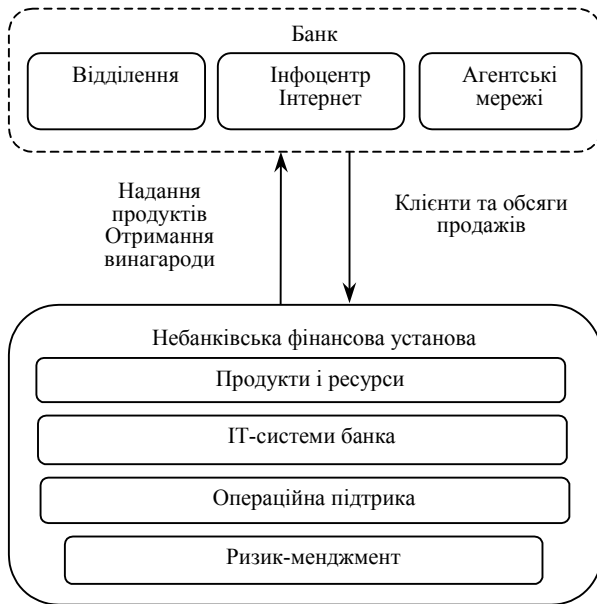 Банк
Відділення
Інфоцентр
Інтернет
Агентські
мережі
Надання
продуктів
Отримання
винагароди
Клієнти та обсяги
продажів
Небанківська фінансова установа
Продукти і ресурси
ІТ-системи банка
Операційна підтрика
Ризик-менджмент